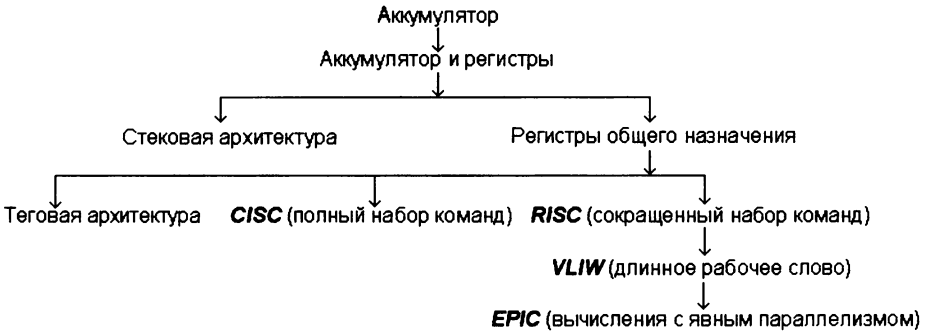 Аккумулятор
Аккумулятор и регистры
Стековая архитектура Регистры общего назначения
Теговая архитектура CISC (полный набор команд) RISC (сокращенный набор команд)
VLIW (длинное рабочее слово)
EPIC (вычисления с явным параллелизмом)